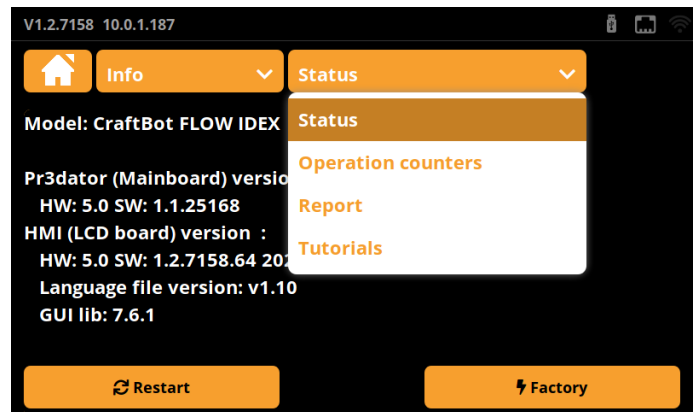 V1.2.7158 10.0.1.187
Info
Status
Status
Operation counters
Report
Tutorials
Model: CraftBot FLOW IDEX
Pr3dator (Mainboard)
HW: 5.0 SW: 1.1.25168
HMI (LCD board) version :
HW: 5.0 SW: 1.2.7158.64
Language file version: v1.10
GUI lib: 7.6.1
Restart
Factory